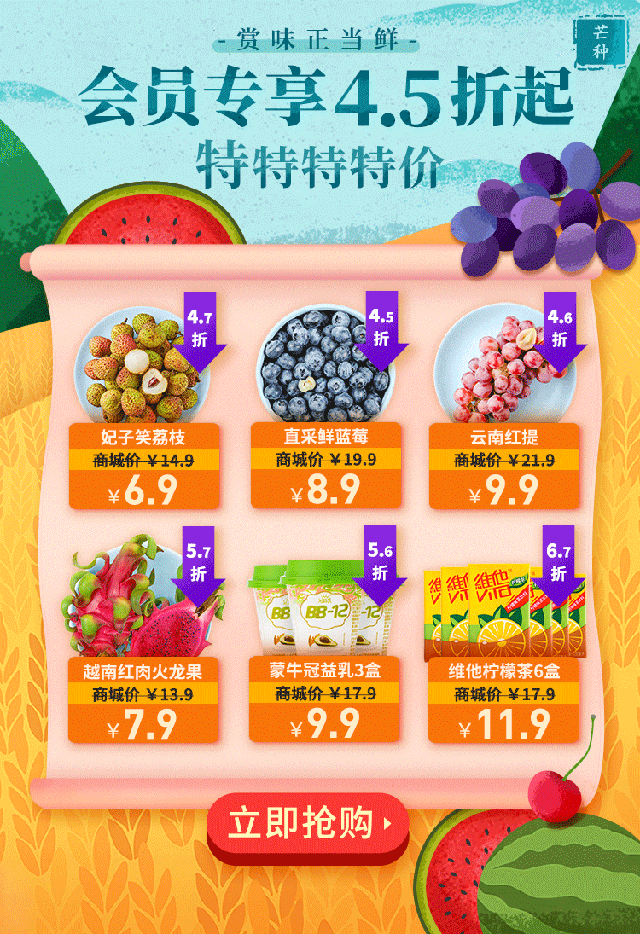 - 赏味正当鲜 -
芒种
会员专享4.5折起
特特特特价
4.7折
4.5折
4.6折
妃子笑荔枝
直采鲜蓝莓
云南红提
商城价 ¥14.9
商城价 ¥19.9
商城价 ¥21.9
¥6.9
¥8.9
¥9.9
5.7折
5.6折
6.7折
BB-12
维他
越南红肉火龙果
蒙牛冠益乳3盒
维他柠檬茶6盒
商城价 ¥13.9
商城价 ¥17.9
商城价 ¥17.9
¥7.9
¥9.9
¥11.9
立即抢购